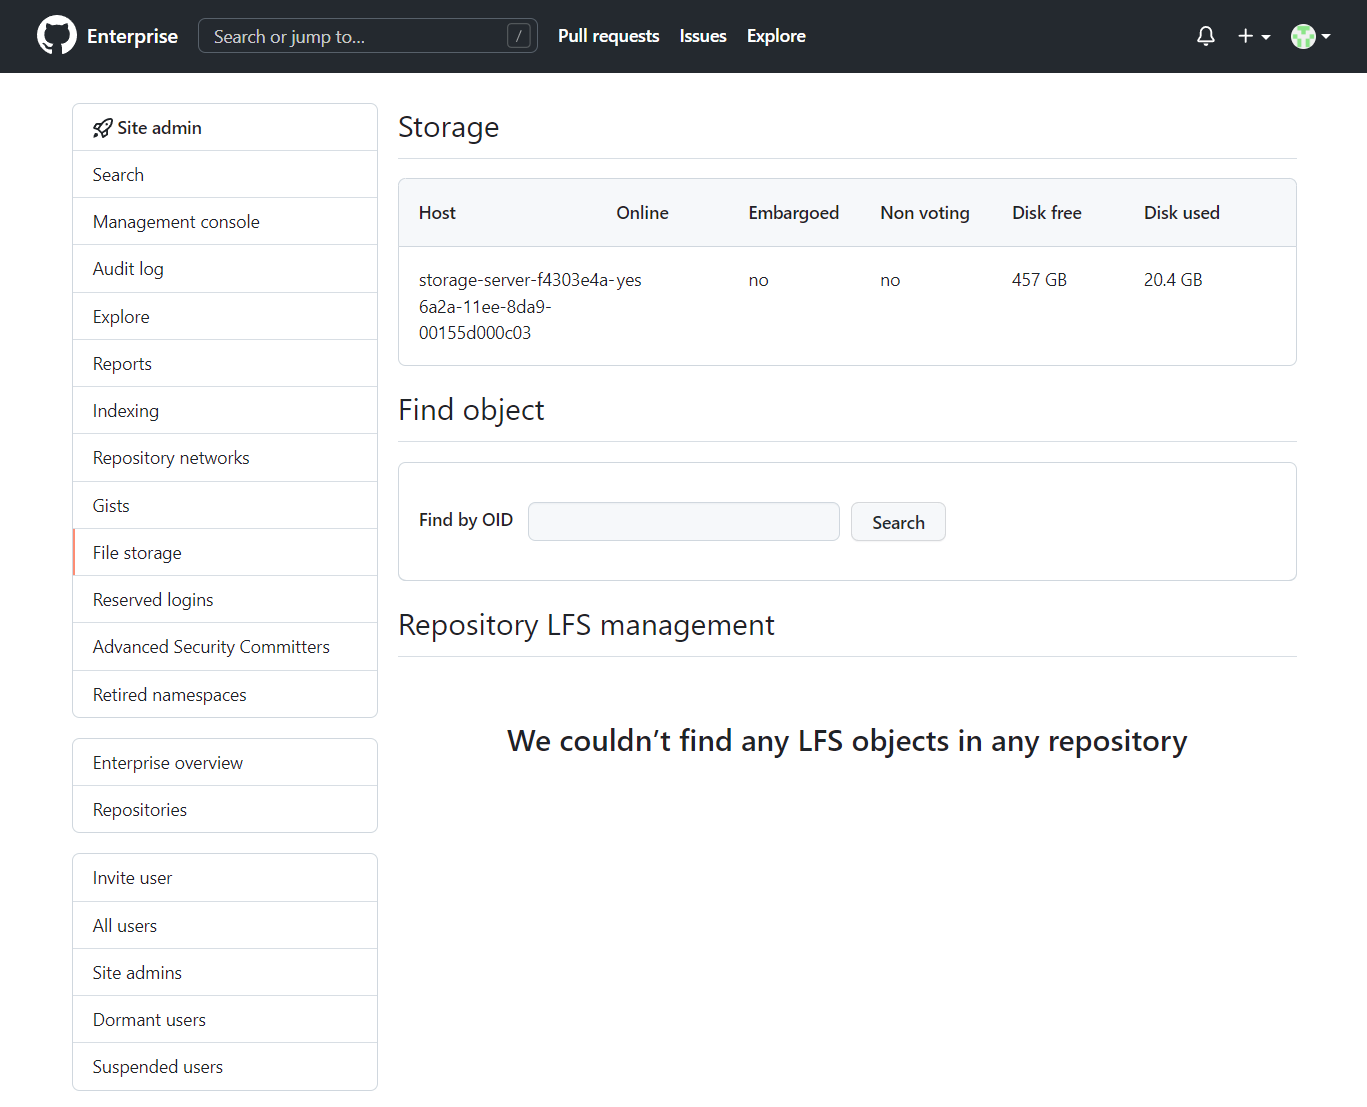 Enterprise
Search or jump to...
/
Pull requests
Issues
Explore
Site admin
Search
Management console
Audit log
Explore
Reports
Indexing
Repository networks
Gists
File storage
Reserved logins
Advanced Security Committers
Retired namespaces
Enterprise overview
Repositories
Invite user
All users
Site admins
Dormant users
Suspended users
Storage
Host Online Embargoed Non voting Disk free Disk used
storage-server-f4303e4a- yes no no 457 GB 20.4 GB
6a2a-11ee-8da9-
00155d000c03
Find object
Find by OID Search
Repository LFS management
We couldn’t find any LFS objects in any repository